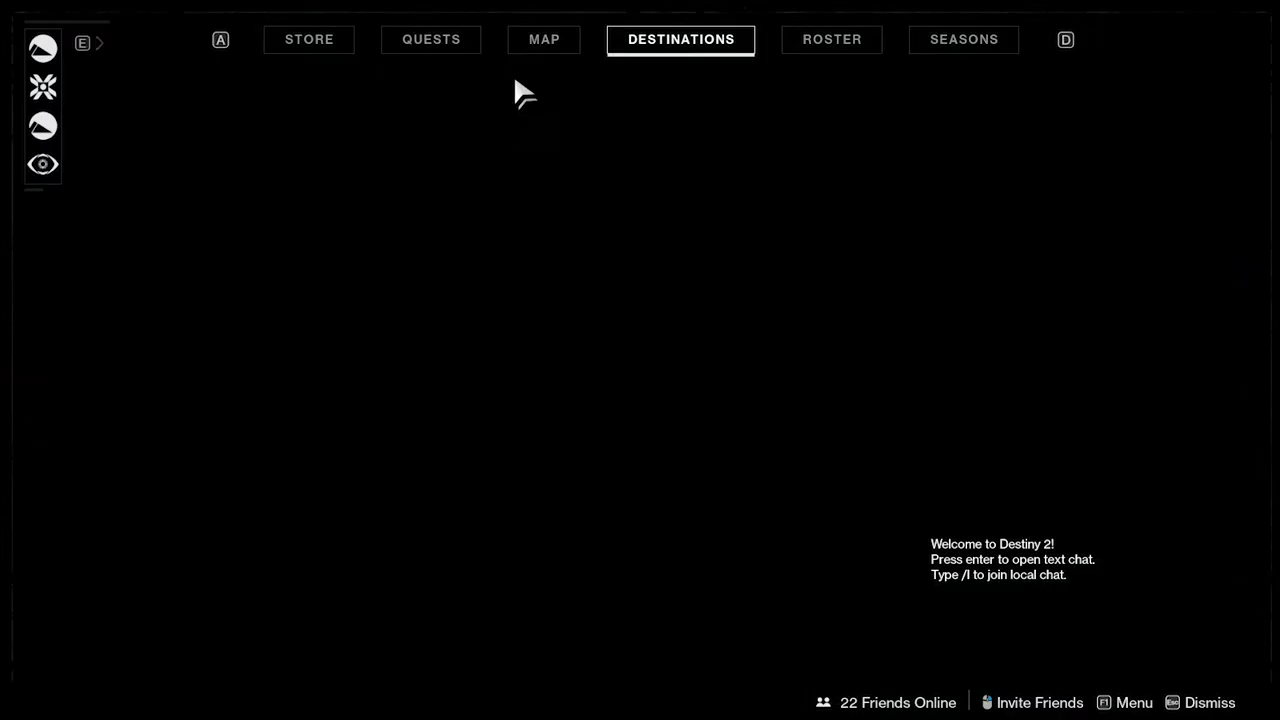 E
A
STORE
QUESTS
MAP
DESTINATIONS
ROSTER
SEASONS
D
Welcome to Destiny 2!
Press enter to open text chat.
Type /l to join local chat.
22 Friends Online
Invite Friends
F1 Menu
Esc Dismiss